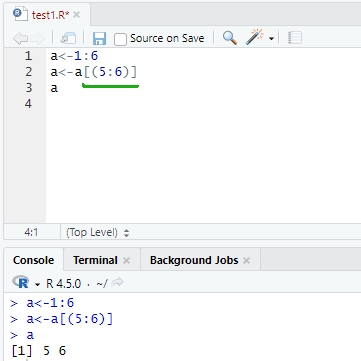 test1.R*
Source on Save
1 a<-1:6
2 a<-a[(5:6)]
3 a
4
4:1 (Top Level)
Console Terminal Background Jobs
R 4.5.0 · ~/
> a<-1:6
> a<-a[(5:6)]
> a
[1] 5 6